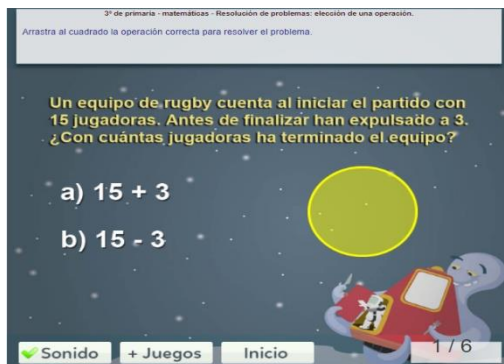 3º de primaria - matemáticas - Resolución de problemas: elección de una operación.
Arrastra al cuadrado la operación correcta para resolver el problema.
Un equipo de rugby cuenta al iniciar el partido con
15 jugadoras. Antes de finalizar han expulsado a 3.
¿Con cuántas jugadoras ha terminado el equipo?
a) 15 + 3
b) 15 - 3
Sonido
+ Juegos
Inicio
1 / 6